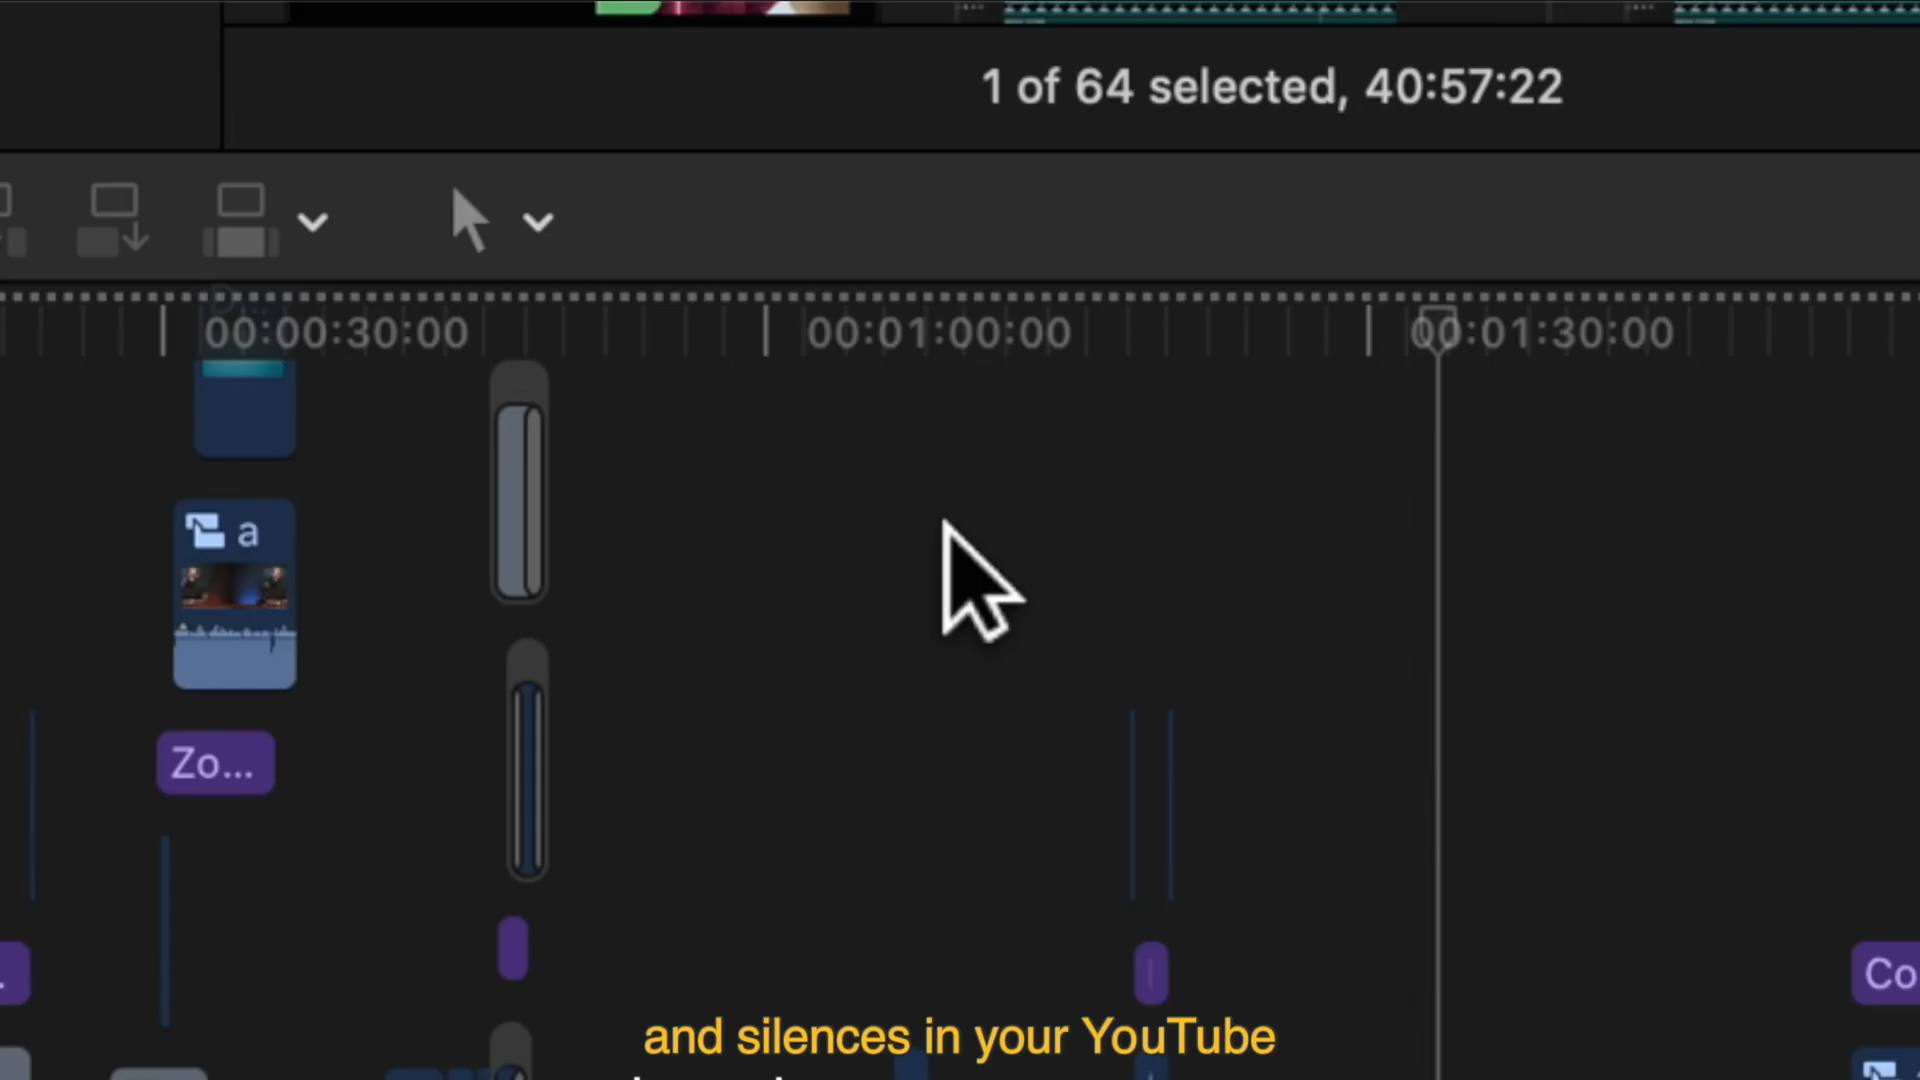 1 of 64 selected, 40:57:22
00:00:30:00
00:01:00:00
00:01:30:00
a
Zo...
Co
and silences in your YouTube